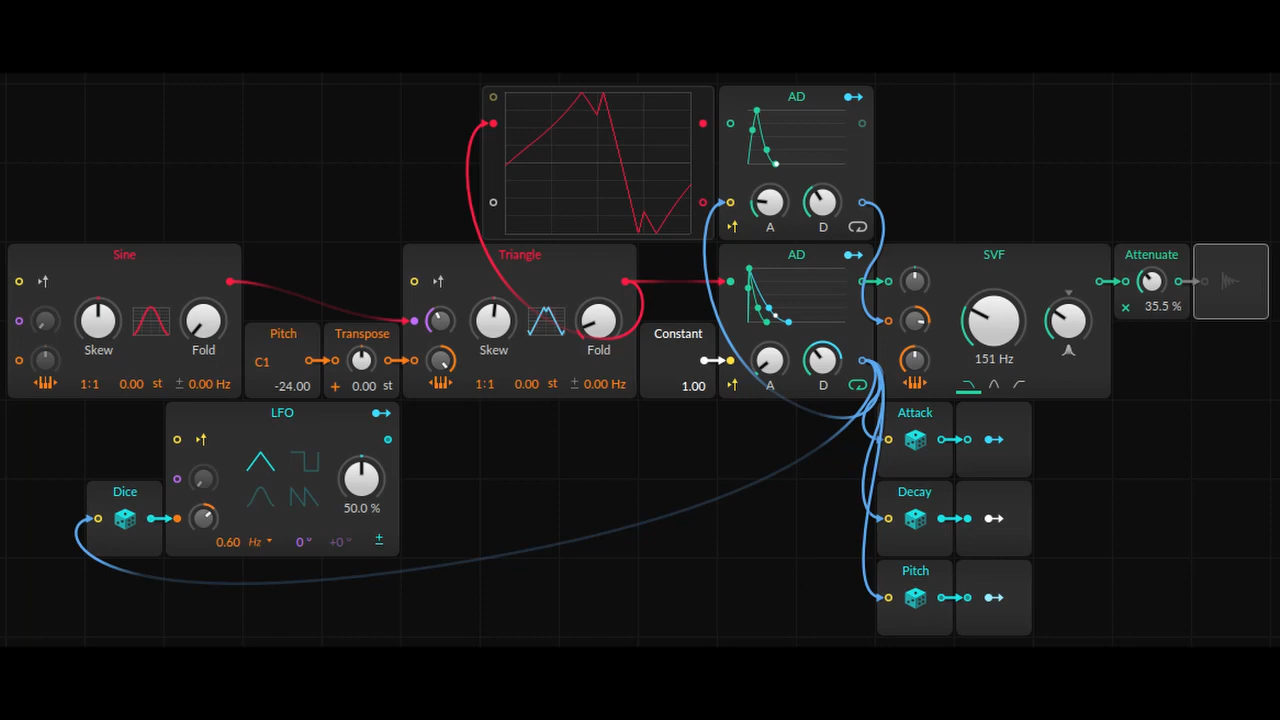 AD
A
D
Sine
Skew
Fold
1:1
0.00 st
± 0.00 Hz
Pitch
C1
-24.00
Transpose
+ 0.00 st
Triangle
Skew
Fold
1:1
0.00 st
± 0.00 Hz
Constant
1.00
AD
A
D
SVF
151 Hz
Attenuate
× 35.5 %
LFO
50.0 %
0.60 Hz
0 °
+0 °
±
Dice
Attack
Decay
Pitch